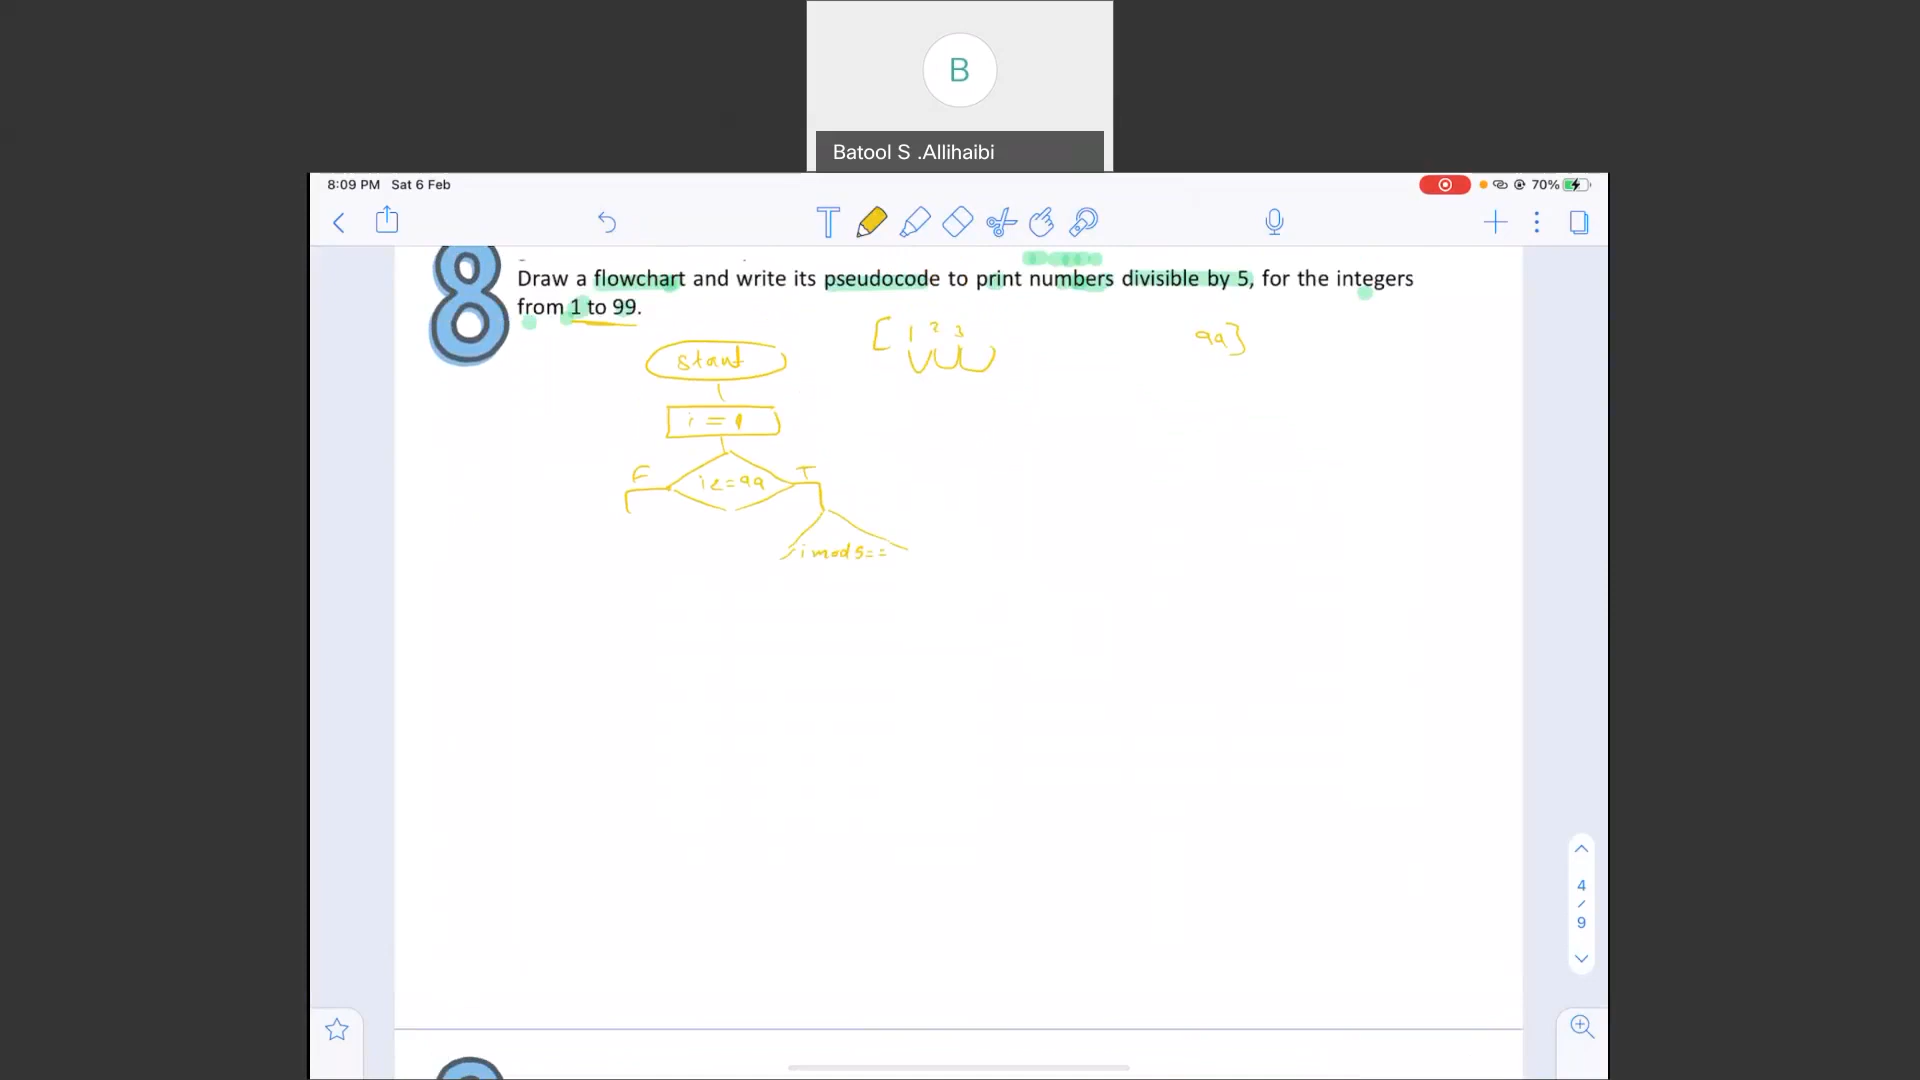 B
Batool S .Allihaibi
8:09 PM Sat 6 Feb
70%
T
8
Draw a flowchart and write its pseudocode to print numbers divisible by 5, for the integers
from 1 to 99.
[ 1 2 3 99]
start
i = 1
F i<=99 T
i mod 5==
4
/
9